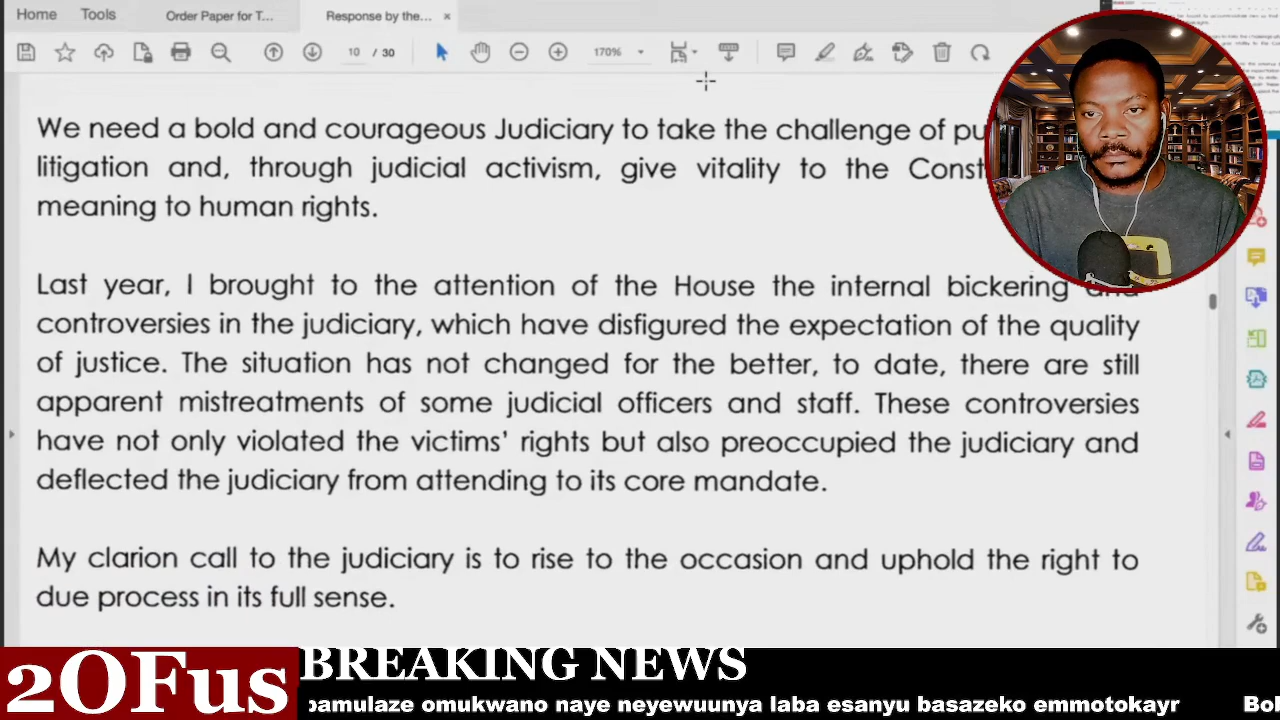 Home Tools Order Paper for T... Response by the... ×
10 / 30 170%
We need a bold and courageous Judiciary to take the challenge of
litigation and, through judicial activism, give vitality to the
meaning to human rights.
Last year, I brought to the attention of the House the internal bickering and
controversies in the judiciary, which have disfigured the expectation of the quality
of justice. The situation has not changed for the better, to date, there are still
apparent mistreatments of some judicial officers and staff. These controversies
have not only violated the victims' rights but also preoccupied the judiciary and
deflected the judiciary from attending to its core mandate.
My clarion call to the judiciary is to rise to the occasion and uphold the right to
due process in its full sense.
2OFus
BREAKING NEWS
omukwano naye neyewuunya laba esanyu basazeko emmotokayr